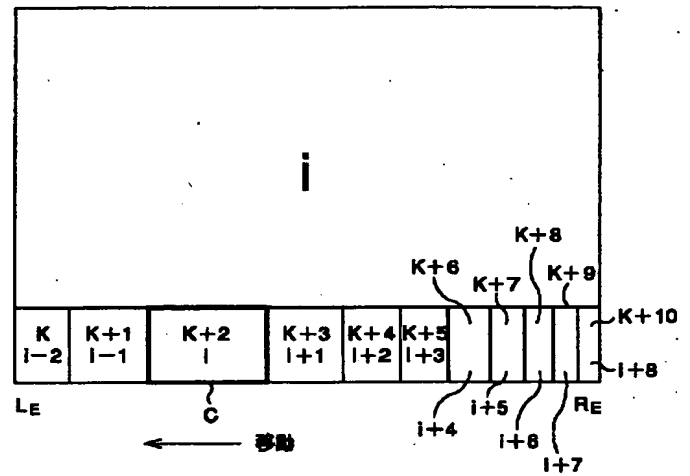 i
K+8
K+6
K+7
K+9
K+10
K
i-2
K+1
i-1
K+2
i
K+3
i+1
K+4
i+2
K+5
i+3
i+8
LE
C
i+4
i+5
i+6
i+7
RE
移動